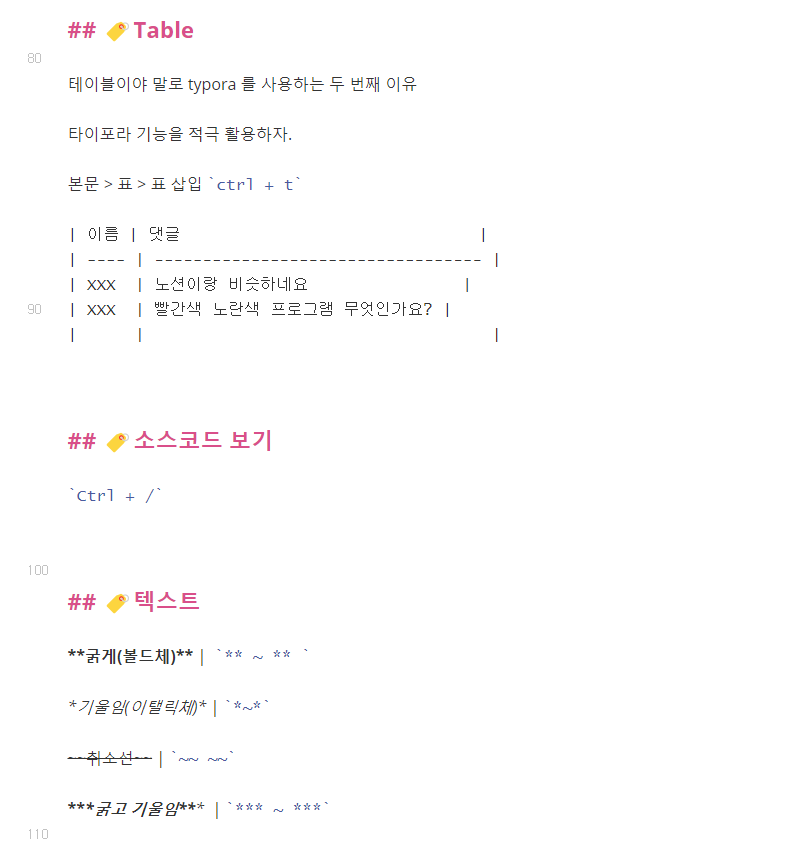 ## 🏷️Table
80
테이블이야 말로 typora 를 사용하는 두 번째 이유
타이포라 기능을 적극 활용하자.
본문 > 표 > 표 삽입 `ctrl + t`
| 이름 | 댓글 |
| ---- | ---------------------------------- |
| XXX | 노션이랑 비슷하네요 |
90 | XXX | 빨간색 노란색 프로그램 무엇인가요? |
| | |
## 🏷️소스코드 보기
`Ctrl + /`
100
## 🏷️텍스트
**굵게(볼드체)** | `** ~ ** `
*기울임(이탤릭체)* | `*~*`
~~취소선~~ | `~~ ~~`
***굵고 기울임*** | `*** ~ ***`
110